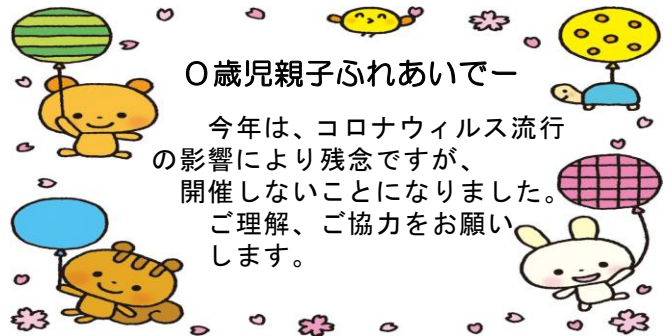 ０歳児親子ふれあいでー
今年は、コロナウィルス流行
の影響により残念ですが、
開催しないことになりました。
ご理解、ご協力をお願い
します。